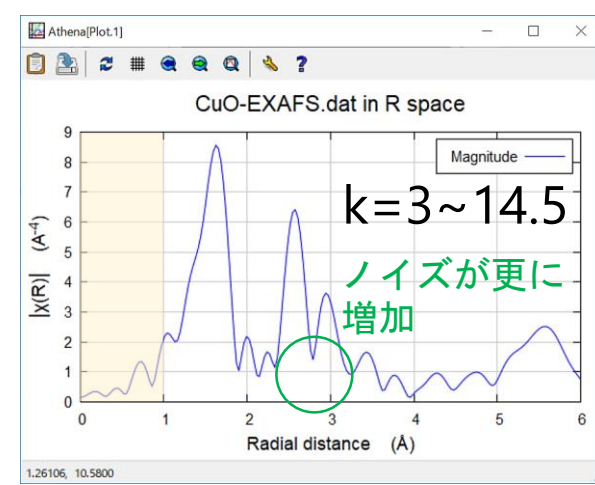 Athena[Plot.1]
CuO-EXAFS.dat in R space
Magnitude
k=3~14.5
ノイズが更に
増加
|χ(R)| (Å⁻⁴)
9
8
7
6
5
4
3
2
1
0
0 1 2 3 4 5 6
Radial distance (Å)
1.26106, 10.5800